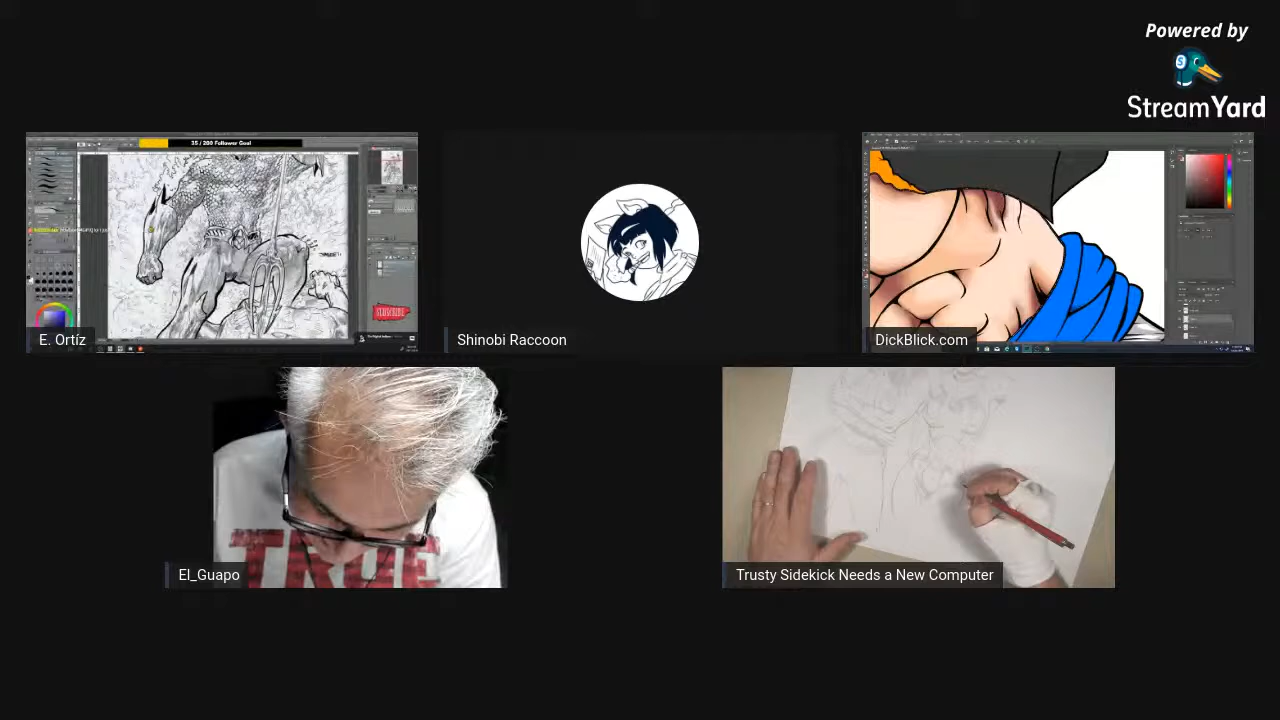 Powered by
StreamYard
35 / 200 Follower Goal
SUBSCRIBE
E. Ortíz
Shinobi Raccoon
DickBlick.com
TRUE
El_Guapo
Trusty Sidekick Needs a New Computer